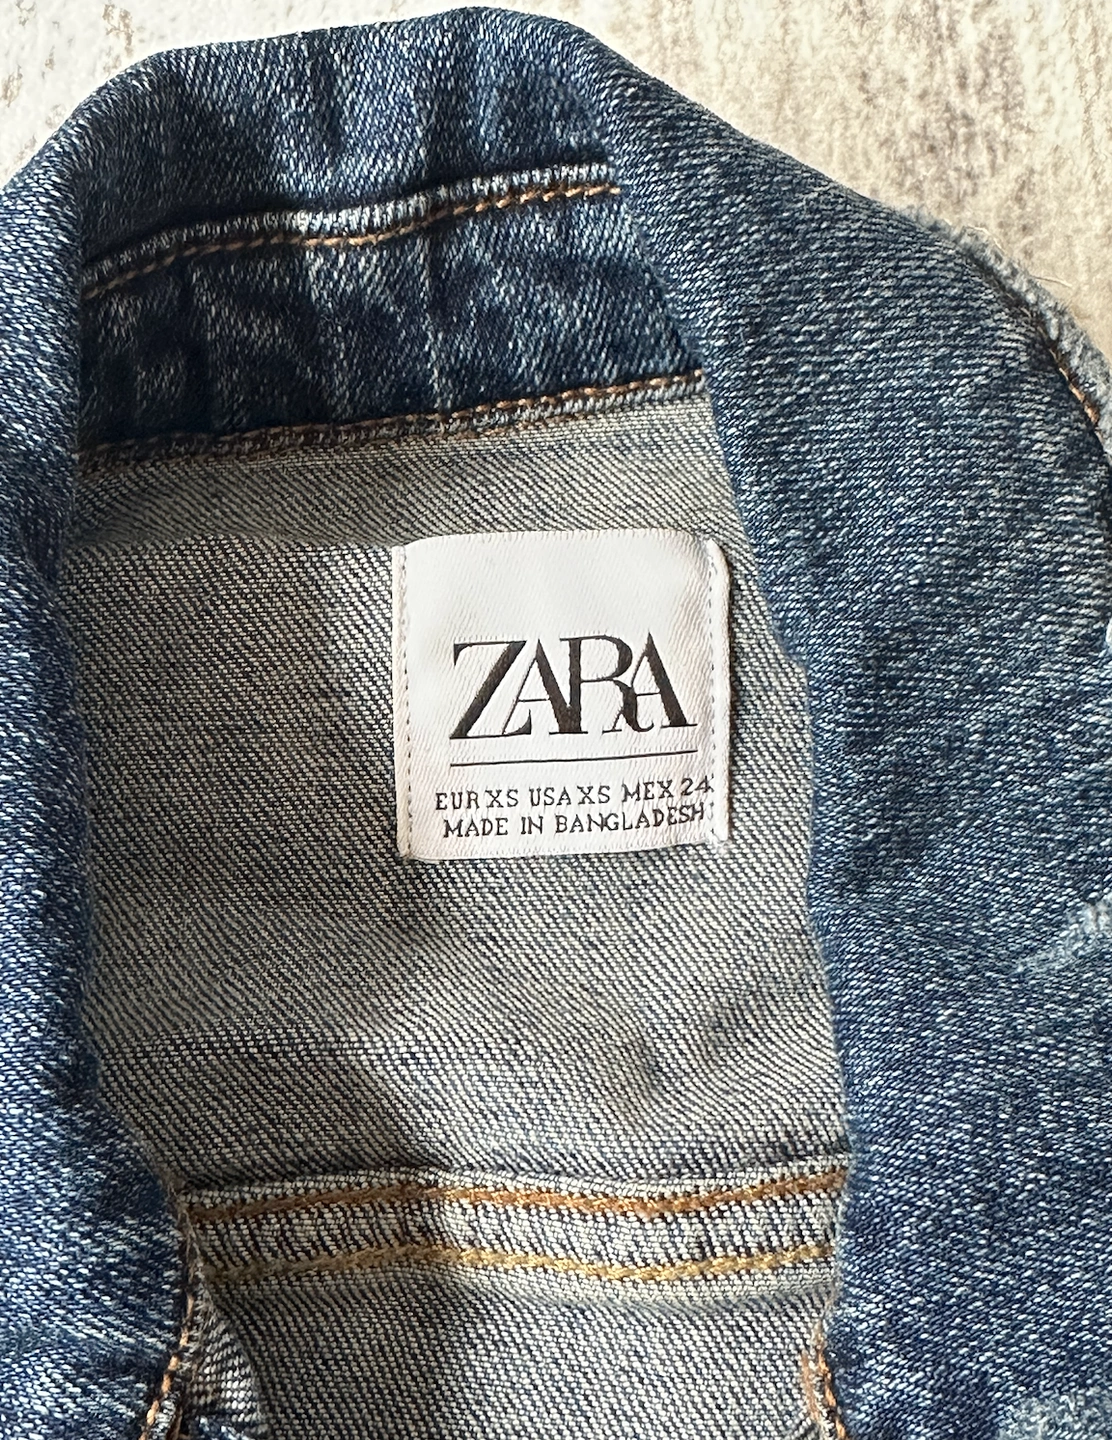 ZARA
EUR XS USA XS MEX 24
MADE IN BANGLADESH